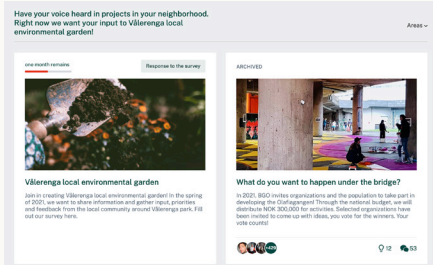 Have your voice heard in projects in your neighborhood.
Right now we want your input to Vålerenga local
environmental garden!
Areas
one month remains
Response to the survey
Vålerenga local environmental garden
Join in creating Vålerenga local environmental garden! In the spring
of 2021, we want to share information and gather input, priorities
and feedback from the local community around Vålerenga park. Fill
out our survey here.
ARCHIVED
What do you want to happen under the bridge?
In 2021, BGO invites organizations and the population to take part in
developing the Olafiagangen! Through the national budget, we will
distribute NOK 300,000 for activities. Selected organizations have
been invited to come up with ideas, you vote for the winners. Your
vote counts!
+429
12
53